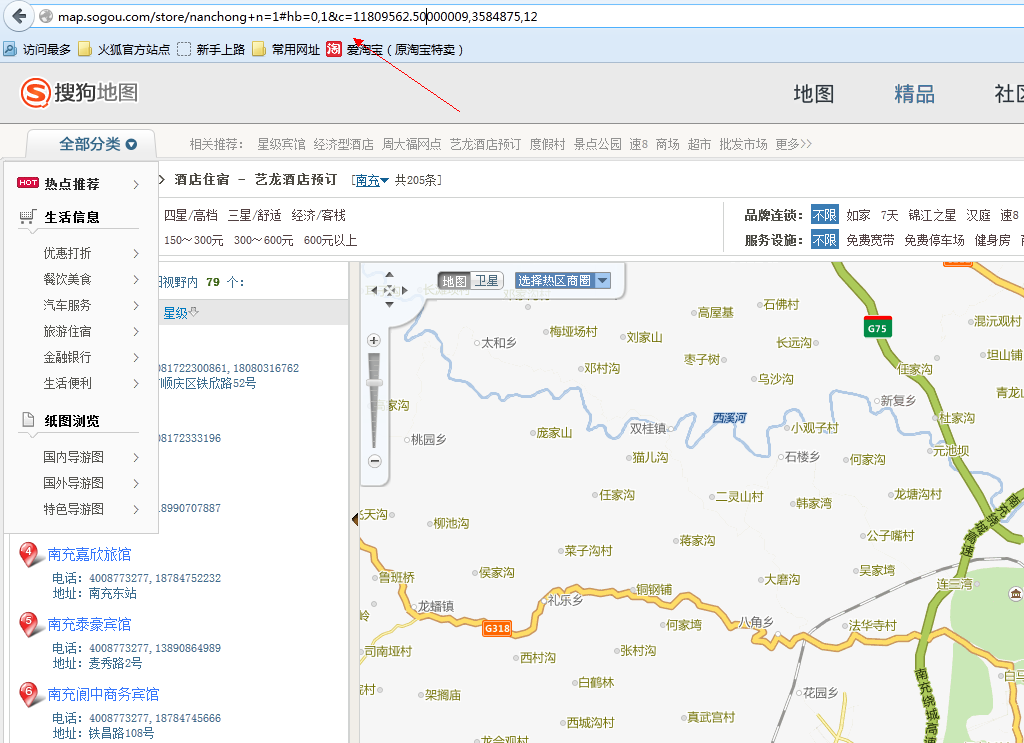 map.sogou.com/store/nanchong+n=1#hb=0,1&c=11809562.50000009,3584875,12
访问最多 火狐官方站点 新手上路 常用网址 淘 爱淘宝（原淘宝特卖）
搜狗地图 地图 精品 社区
全部分类 相关推荐： 星级宾馆 经济型酒店 周大福网点 艺龙酒店预订 度假村 景点公园 速8 商场 超市 批发市场 更多>>
HOT 热点推荐 >
> 酒店住宿 - 艺龙酒店预订 [南充 共205条]
生活信息
四星/高档 三星/舒适 经济/客栈
150～300元 300～600元 600元以上
品牌连锁： 不限 如家 7天 锦江之星 汉庭 速8
服务设施： 不限 免费宽带 免费停车场 健身房
优惠打折 >
餐饮美食 >
汽车服务 >
旅游住宿 >
金融银行 >
生活便利 >
纸图浏览
国内导游图 >
国外导游图 >
特色导游图 >
视野内 79 个：
星级
081722300861, 18080316762
顺庆区铁欣路52号
08172333196
18990707887
4 南充嘉欣旅馆
电话： 4008773277, 18784752232
地址： 南充东站
5 南充泰豪宾馆
电话： 4008773277, 13890864989
地址： 麦秀路2号
6 南充阆中商务宾馆
电话： 4008773277, 18784745666
地址： 铁昌路108号
地图 卫星 选择热区商圈
高屋基
石佛村
G75
混沅观村
梅垭场村
刘家山
太和乡
长远沟
坦山铺
枣子树
任家沟
邓村沟
乌沙沟
青龙山
新复乡
高家沟
西溪河
杜家沟
双桂镇
小观子村
庞家山
桃园乡
元池坝
猫儿沟
石楼乡
何家沟
任家沟
二灵山村
龙塘沟村
韩家湾
天沟
柳池沟
公子嘴村
蒋家沟
菜子沟村
南充绕城高速
侯家沟
吴家塆
鲁班桥
大磨沟
连三湾
铜钢铺
龙蟠镇
礼乐乡
G318
何家塆
八角乡
法华寺村
司南垭村
张村沟
西村沟
白马
白鹤林
架搁庙
花园乡
南充绕城高速
西城沟村
真武宫村
龙会观村